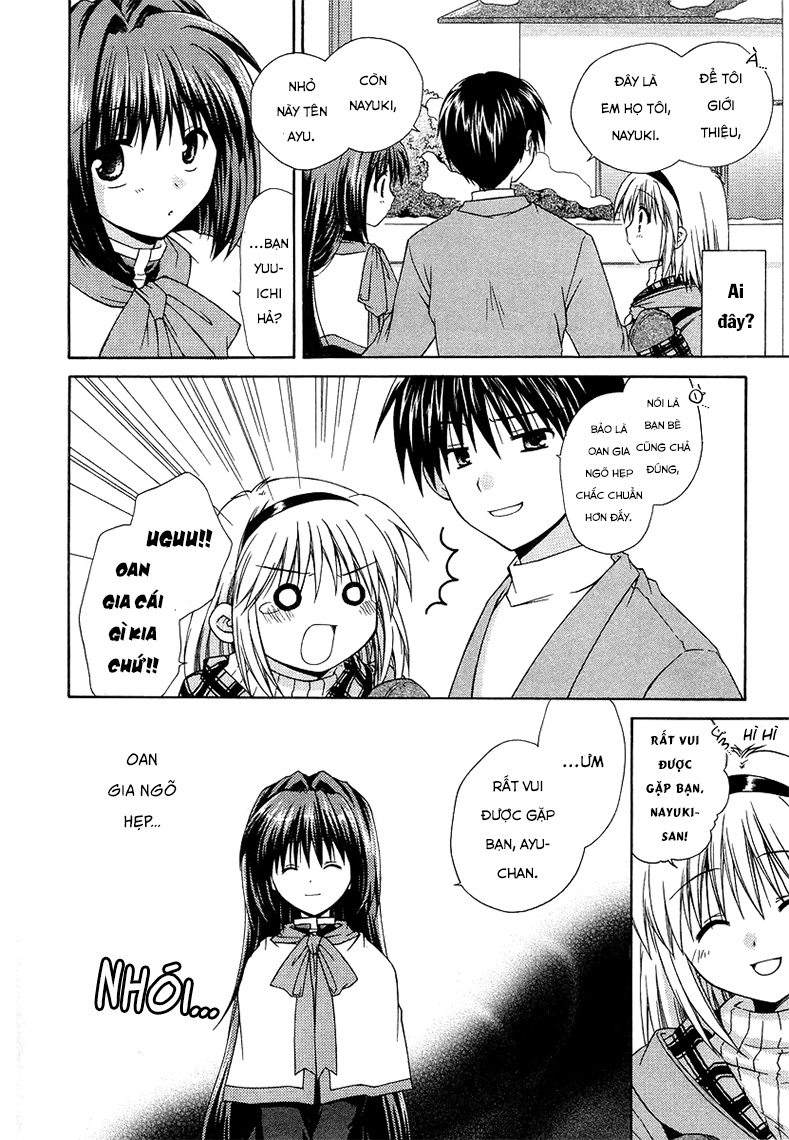 À...
ĐỂ TÔI
GIỚI
THIỆU,
ĐÂY LÀ
EM HỌ TÔI,
NAYUKI.
CÒN
NAYUKI,
NHỎ
NÀY TÊN
AYU.
Ai
đây?
...BẠN
YUU-
ICHI
HẢ?
NÓI LÀ
BẠN BÈ
CŨNG CHẢ
ĐÚNG,
BẢO LÀ
OAN GIA
NGÕ HẸP
CHẮC CHUẨN
HƠN ĐẤY.
UGUU!!
OAN
GIA CÁI
GÌ KIA
CHỨ!!
HÌ HÌ
RẤT VUI
ĐƯỢC
GẶP BẠN,
NAYUKI-
SAN!
...ƯM
RẤT VUI
ĐƯỢC GẶP
BẠN, AYU-
CHAN.
OAN
GIA NGÕ
HẸP...
NHÓI...